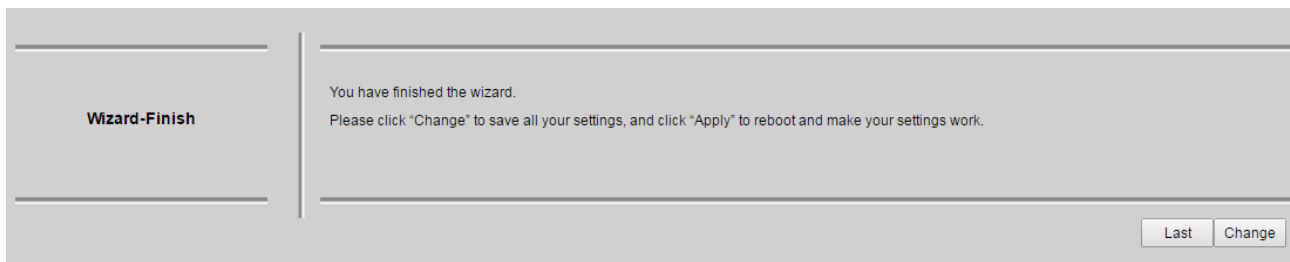 Wizard-Finish
You have finished the wizard.
Please click “Change” to save all your settings, and click “Apply” to reboot and make your settings work.
Last
Change